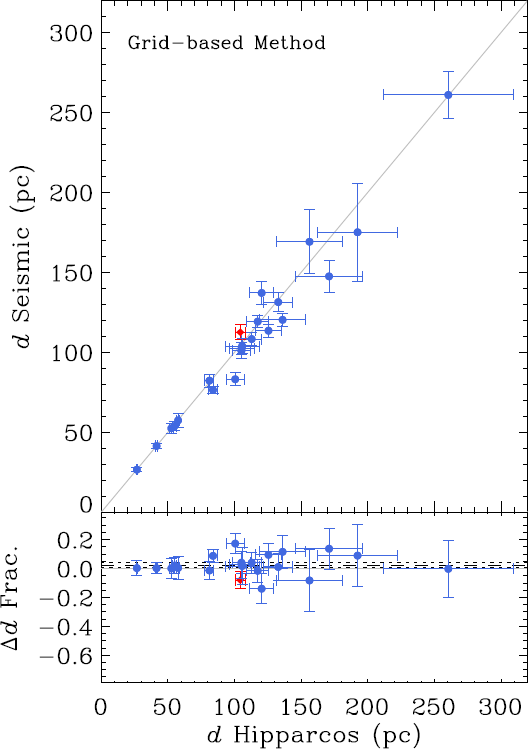 300
Grid-based Method
250
200
150
100
50
0
d Seismic (pc)
0.2
0.0
-0.2
-0.4
-0.6
Δd Frac.
0 50 100 150 200 250 300
d Hipparcos (pc)